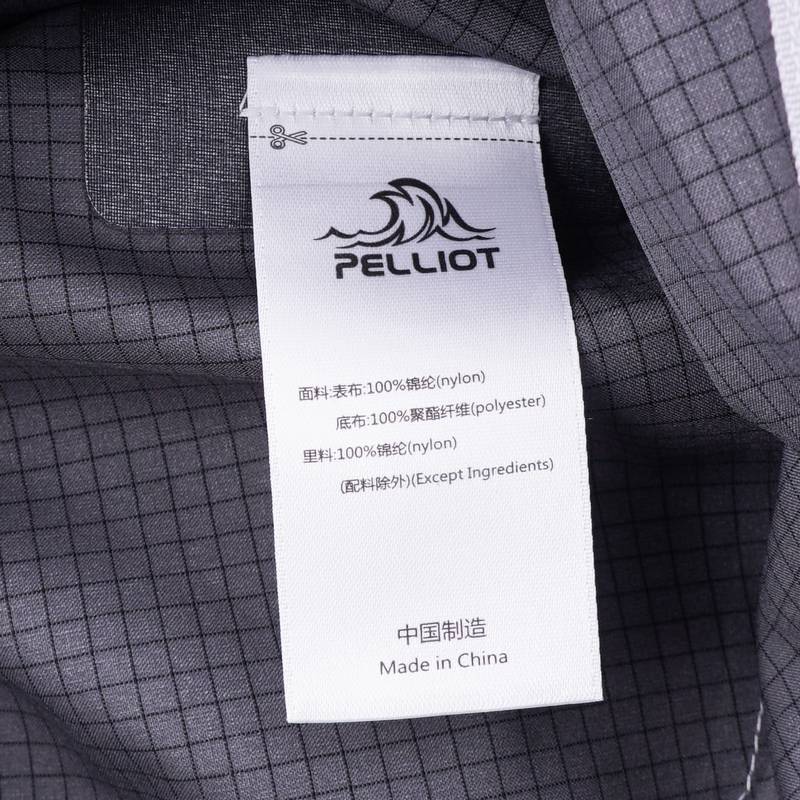 PELLIOT
面料:表布:100%锦纶(nylon)
底布:100%聚酯纤维(polyester)
里料:100%锦纶(nylon)
(配料除外)(Except Ingredients)
中国制造
Made in China